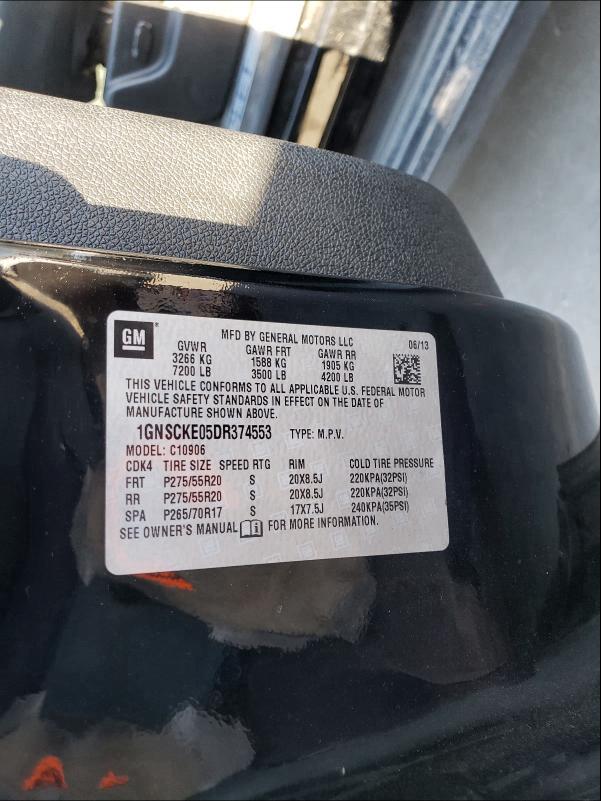 GM MFD BY GENERAL MOTORS LLC 06/13
GVWR GAWR FRT GAWR RR
3266 KG 1588 KG 1905 KG
7200 LB 3500 LB 4200 LB
THIS VEHICLE CONFORMS TO ALL APPLICABLE U.S. FEDERAL MOTOR
VEHICLE SAFETY STANDARDS IN EFFECT ON THE DATE OF
MANUFACTURE SHOWN ABOVE.
1GNSCKE05DR374553 TYPE: M.P.V.
MODEL: C10906
CDK4 TIRE SIZE SPEED RTG RIM COLD TIRE PRESSURE
FRT P275/55R20 S 20X8.5J 220KPA(32PSI)
RR P275/55R20 S 20X8.5J 220KPA(32PSI)
SPA P265/70R17 S 17X7.5J 240KPA(35PSI)
SEE OWNER'S MANUAL FOR MORE INFORMATION.